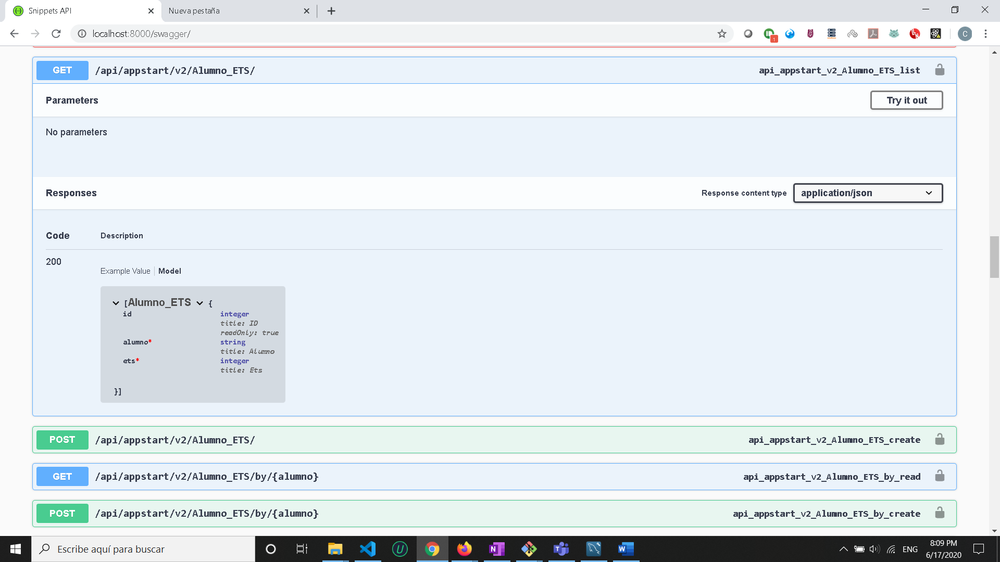 Snippets API
Nueva pestaña
localhost:8000/swagger/
1
C
GET /api/appstart/v2/Alumno_ETS/ api_appstart_v2_Alumno_ETS_list
Parameters Try it out
No parameters
Responses Response content type application/json
Code Description
200
Example Value Model
[Alumno_ETS {
id integer
title: ID
readOnly: true
alumno* string
title: Alumno
ets* integer
title: Ets
}]
POST /api/appstart/v2/Alumno_ETS/ api_appstart_v2_Alumno_ETS_create
GET /api/appstart/v2/Alumno_ETS/by/{alumno} api_appstart_v2_Alumno_ETS_by_read
POST /api/appstart/v2/Alumno_ETS/by/{alumno} api_appstart_v2_Alumno_ETS_by_create
Escribe aquí para buscar
ENG
8:09 PM
6/17/2020